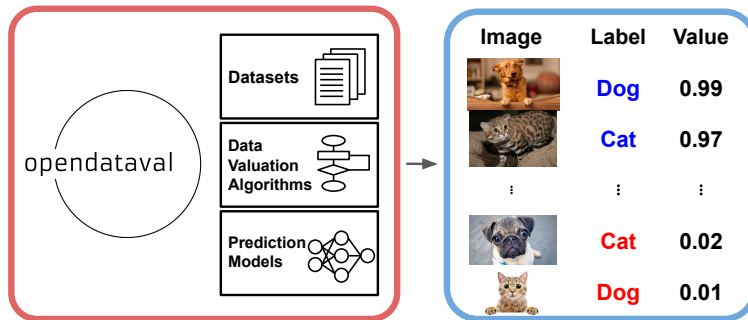 opendataval
Datasets
Data
Valuation
Algorithms
Prediction
Models
Image Label Value
Dog 0.99
Cat 0.97
... ... ...
Cat 0.02
Dog 0.01